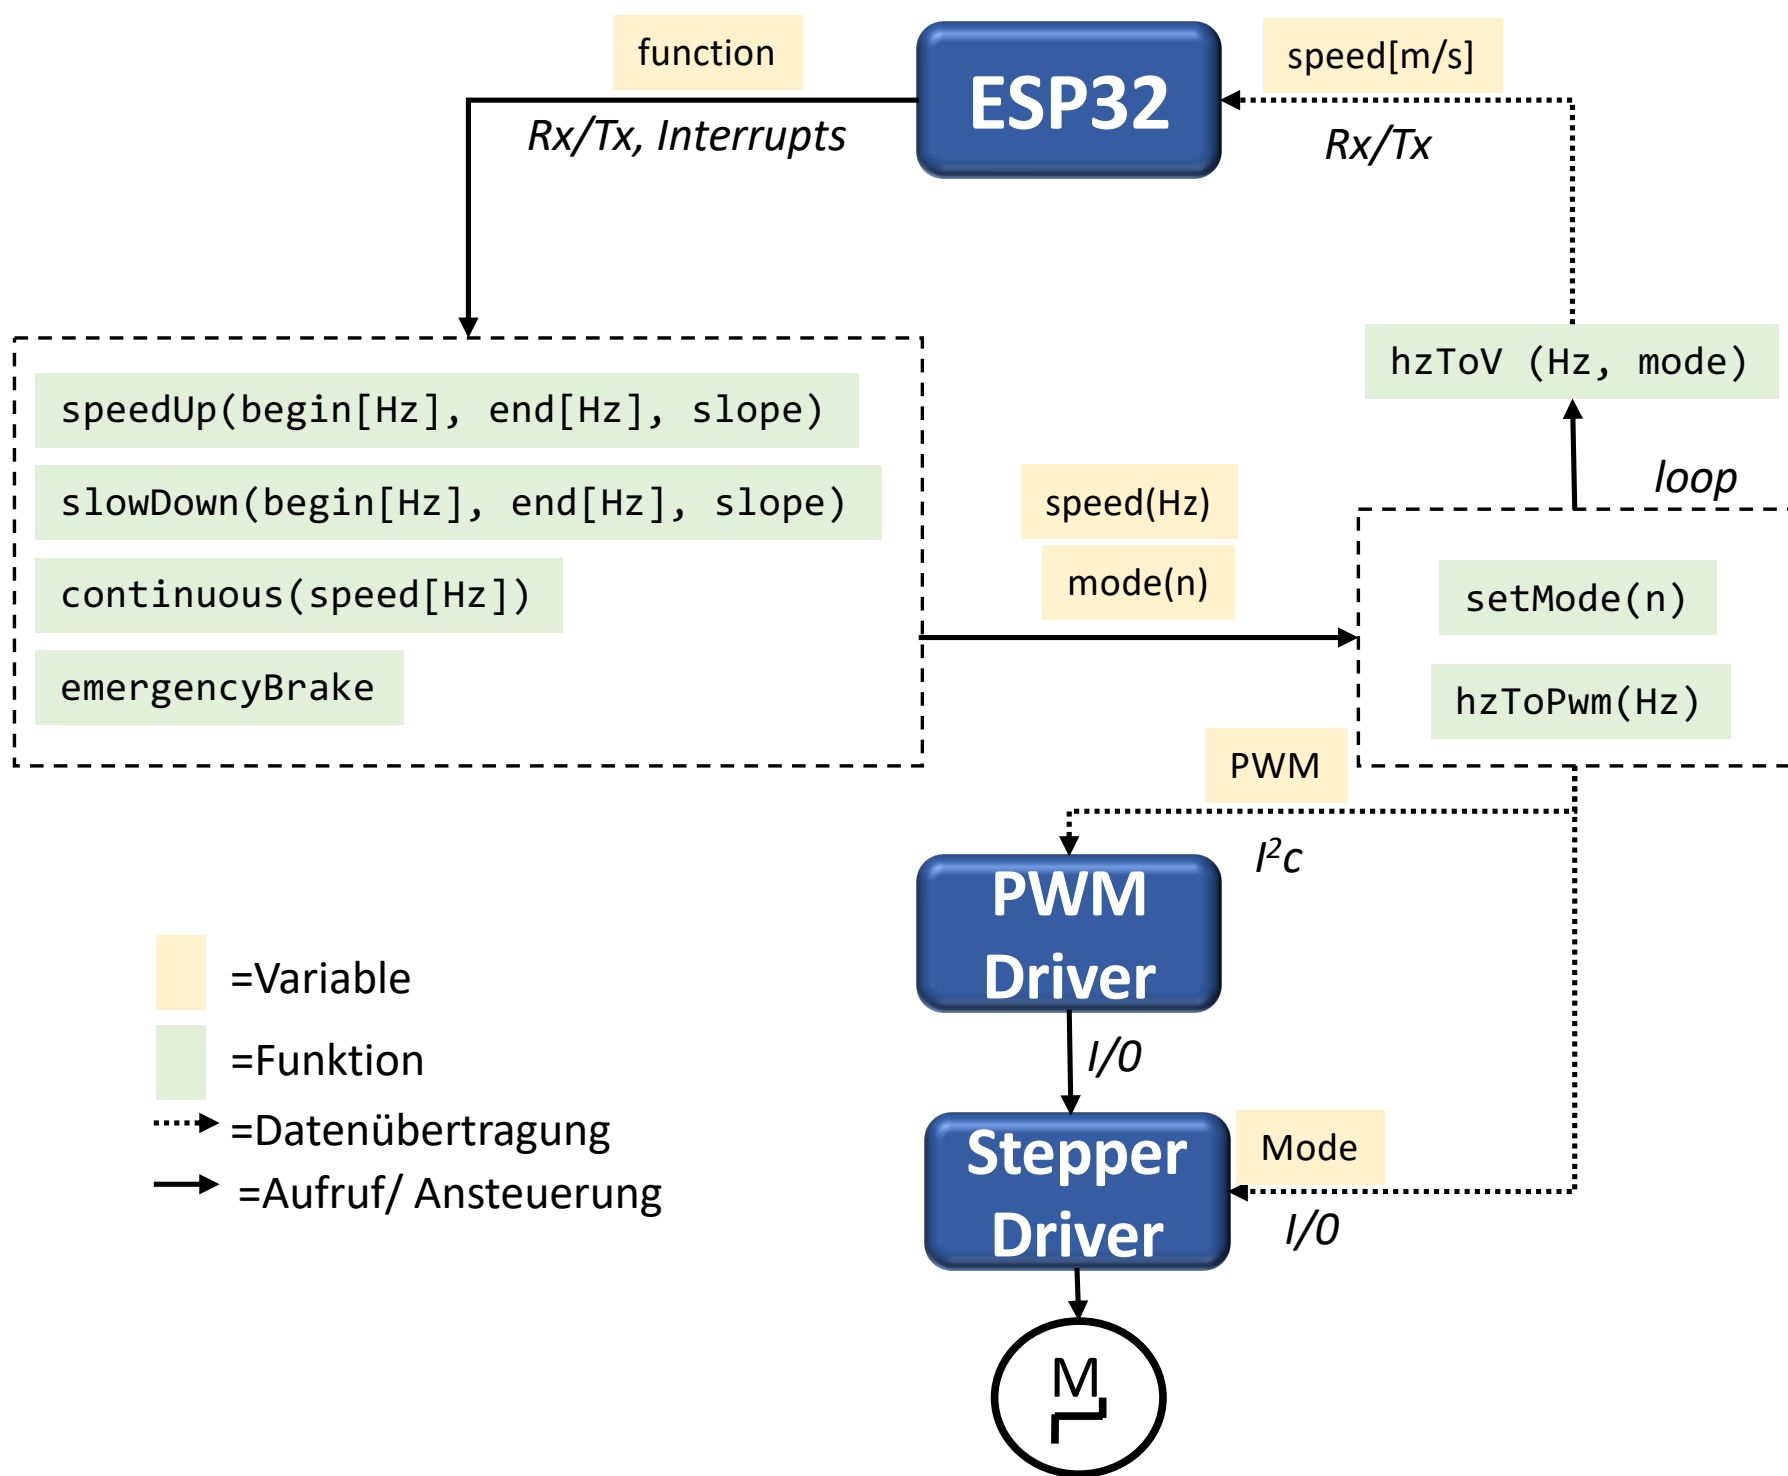 function
ESP32
speed[m/s]
Rx/Tx, Interrupts
Rx/Tx
hzToV (Hz, mode)
speedUp(begin[Hz], end[Hz], slope)
slowDown(begin[Hz], end[Hz], slope)
continuous(speed[Hz])
emergencyBrake
speed(Hz)
mode(n)
loop
setMode(n)
hzToPwm(Hz)
PWM
I²c
PWM
Driver
I/0
Stepper
Driver
Mode
I/0
M
=Variable
=Funktion
=Datenübertragung
=Aufruf/ Ansteuerung